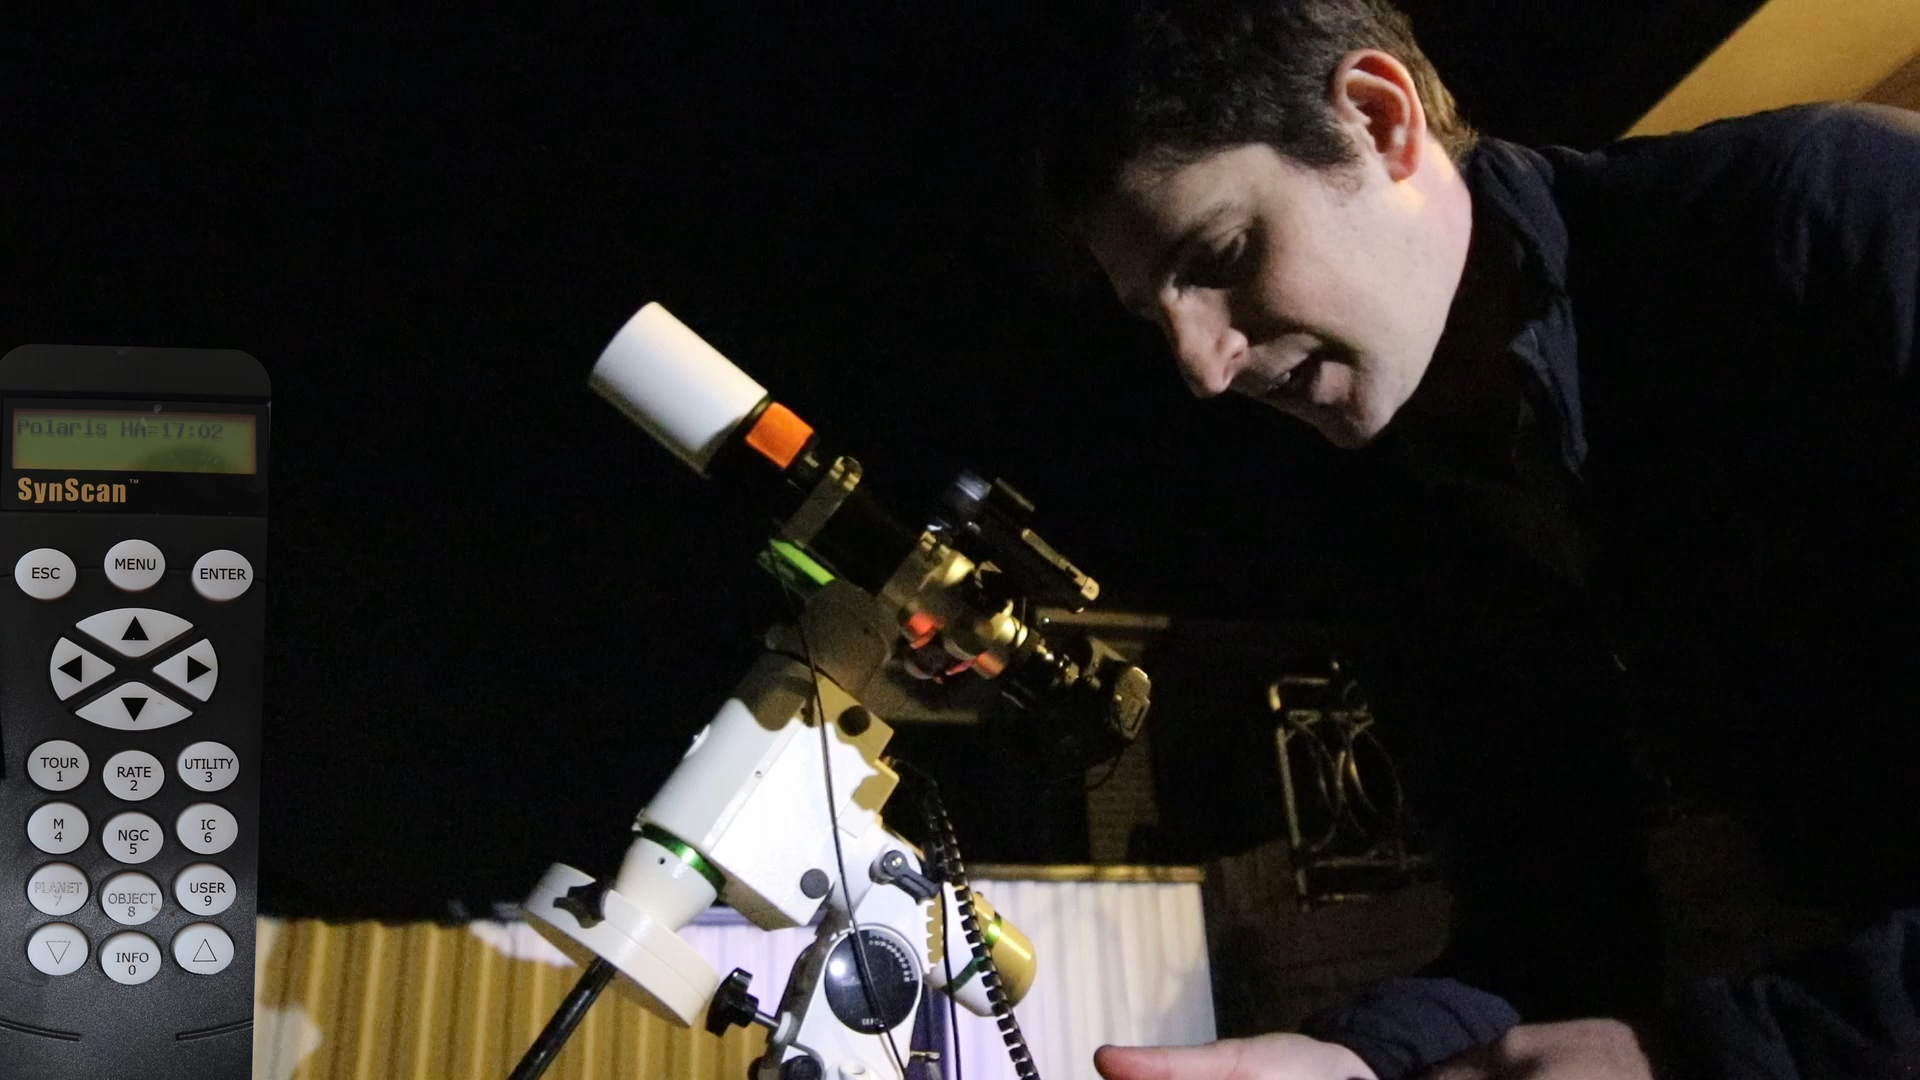 Polaris HA=17:02
SynScan™
ESC
MENU
ENTER
TOUR
1
RATE
2
UTILITY
3
M
4
NGC
5
IC
6
PLANET
7
OBJECT
8
USER
9
INFO
0